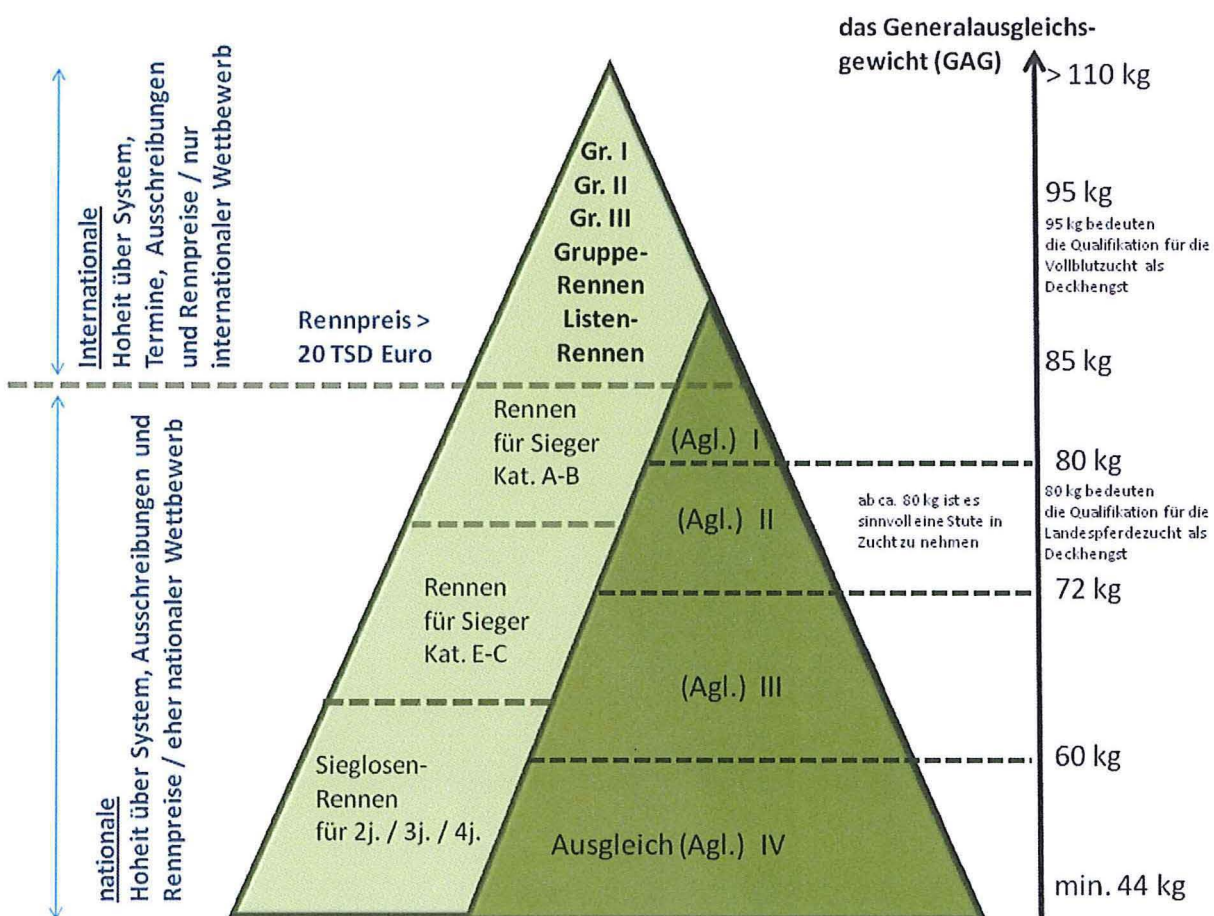 das Generalausgleichs-
gewicht (GAG)
> 110 kg
95 kg
95 kg bedeuten
die Qualifikation für die
Vollblutzucht als
Deckhengst
85 kg
80 kg
80 kg bedeuten
die Qualifikation für die
Landespferdezucht als
Deckhengst
72 kg
60 kg
min. 44 kg
Internationale
Hoheit über System,
Termine, Ausschreibungen
und Rennpreise / nur
internationaler Wettbewerb
Rennpreis >
20 TSD Euro
Gr. I
Gr. II
Gr. III
Gruppe-
Rennen
Listen-
Rennen
nationale
Hoheit über System, Ausschreibungen und
Rennpreise / eher nationaler Wettbewerb
Rennen
für Sieger
Kat. A-B
Rennen
für Sieger
Kat. E-C
Sieglosen-
Rennen
für 2j. / 3j. / 4j.
(Agl.) I
(Agl.) II
(Agl.) III
Ausgleich (Agl.) IV
ab ca. 80 kg ist es
sinnvoll eine Stute in
Zucht zu nehmen